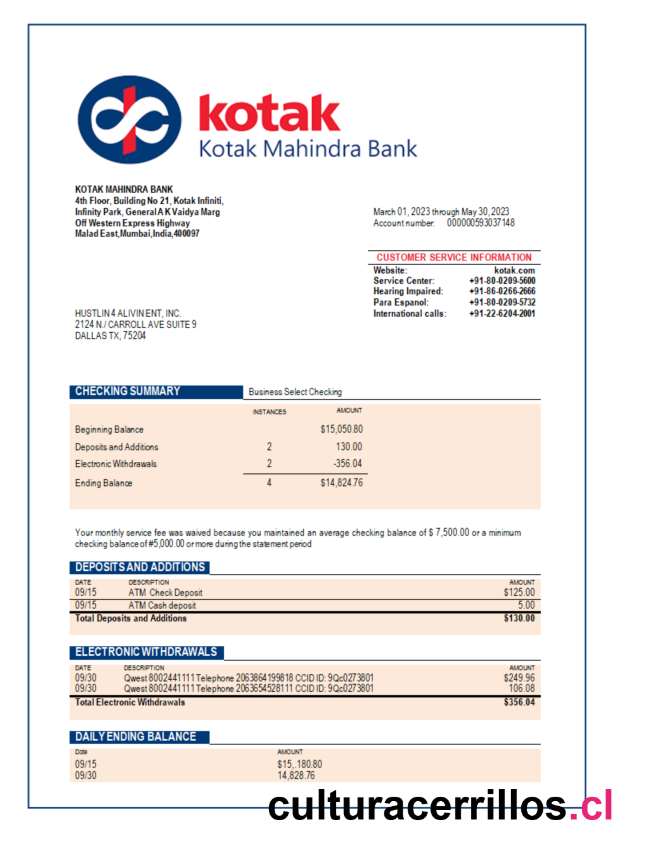 kotak
Kotak Mahindra Bank
KOTAK MAHINDRA BANK
4th Floor, Building No 21, Kotak Infiniti,
Infinity Park, General A K Vaidya Marg
Off Western Express Highway
Malad East,Mumbai,India,400097
March 01, 2023 through May 30,2023
Account number: 000000593037148
CUSTOMER SERVICE INFORMATION
Website: kotak.com
Service Center: +91-80-0209-5600
Hearing Impaired: +91-86-0266-2666
Para Espanol: +91-80-0209-5732
International calls: +91-22-6204-2001
HUSTLIN 4 ALIVIN ENT, INC.
2124 N./ CARROLL AVE SUITE 9
DALLAS TX, 75204
CHECKING SUMMARY Business Select Checking
INSTANCES AMOUNT
Beginning Balance $15,050.80
Deposits and Additions 2 130.00
Electronic Withdrawals 2 -356.04
Ending Balance 4 $14,824.76
Your monthly service fee was waived because you maintained an average checking balance of $ 7,500.00 or a minimum
checking balance of #5,000.00 or more during the statement period
DEPOSITS AND ADDITIONS
DATE DESCRIPTION AMOUNT
09/15 ATM Check Deposit $125.00
09/15 ATM Cash deposit 5.00
Total Deposits and Additions $130.00
ELECTRONIC WITHDRAWALS
DATE DESCRIPTION AMOUNT
09/30 Qwest 8002441111 Telephone 2063864199818 CCID ID: 9Qc0273801 $249.96
09/30 Qwest 8002441111 Telephone 2063654528111 CCID ID: 9Qc0273801 106.08
Total Electronic Withdrawals $356.04
DAILY ENDING BALANCE
Date AMOUNT
09/15 $15,.180.80
09/30 14,828.76
culturacerrillos.cl